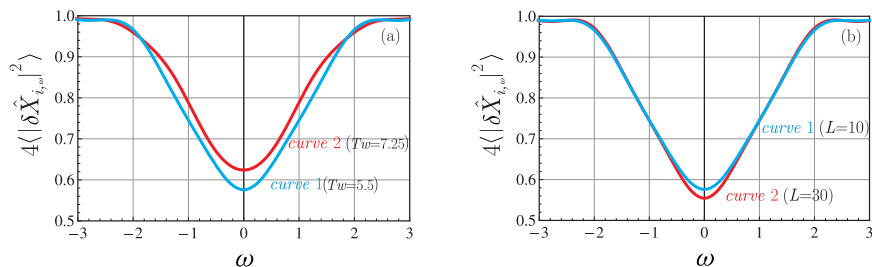 4⟨|δX̂i,ω|²⟩
1.0
0.9
0.8
0.7
0.6
0.5
(a)
curve 2 (Tw=7.25)
curve 1(Tw=5.5)
−3 −2 −1 0 1 2 3
ω
4⟨|δX̂i,ω|²⟩
1.0
0.9
0.8
0.7
0.6
0.5
(b)
curve 1 (L=10)
curve 2 (L=30)
−3 −2 −1 0 1 2 3
ω